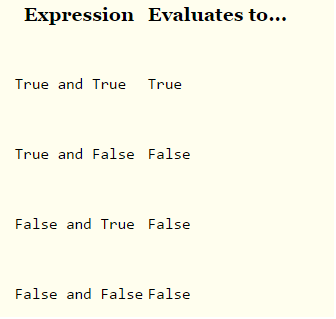 Expression Evaluates to...
True and True True
True and False False
False and True False
False and False False